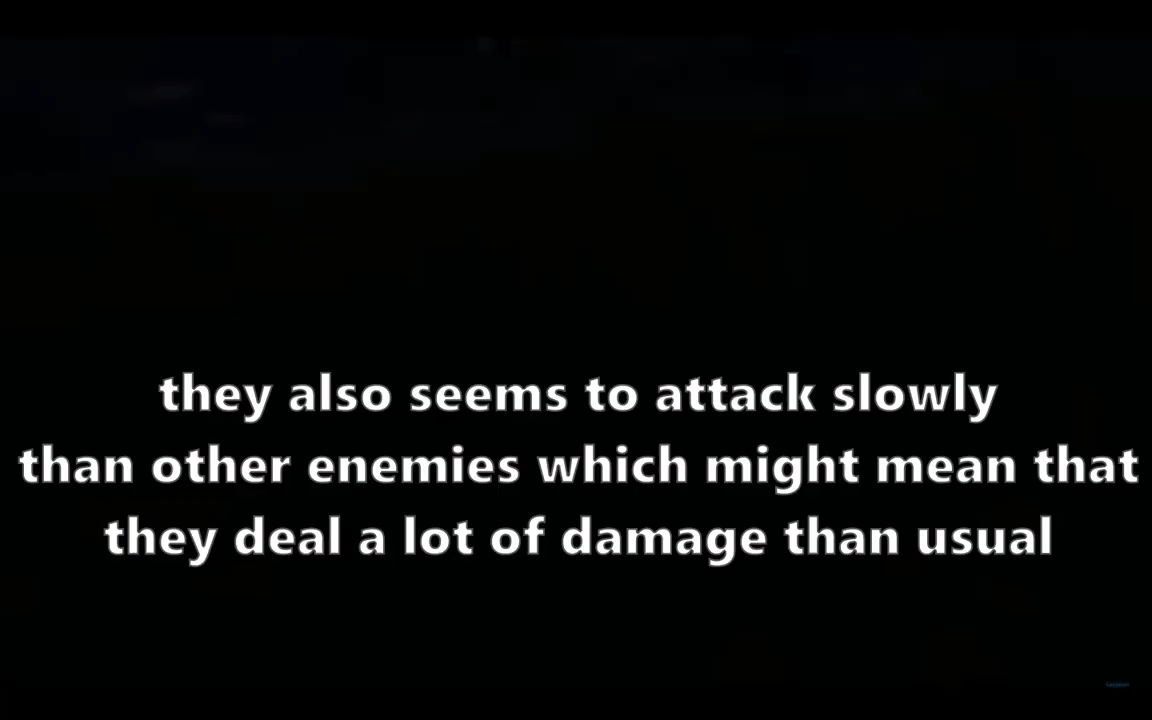 they also seems to attack slowly
than other enemies which might mean that
they deal a lot of damage than usual